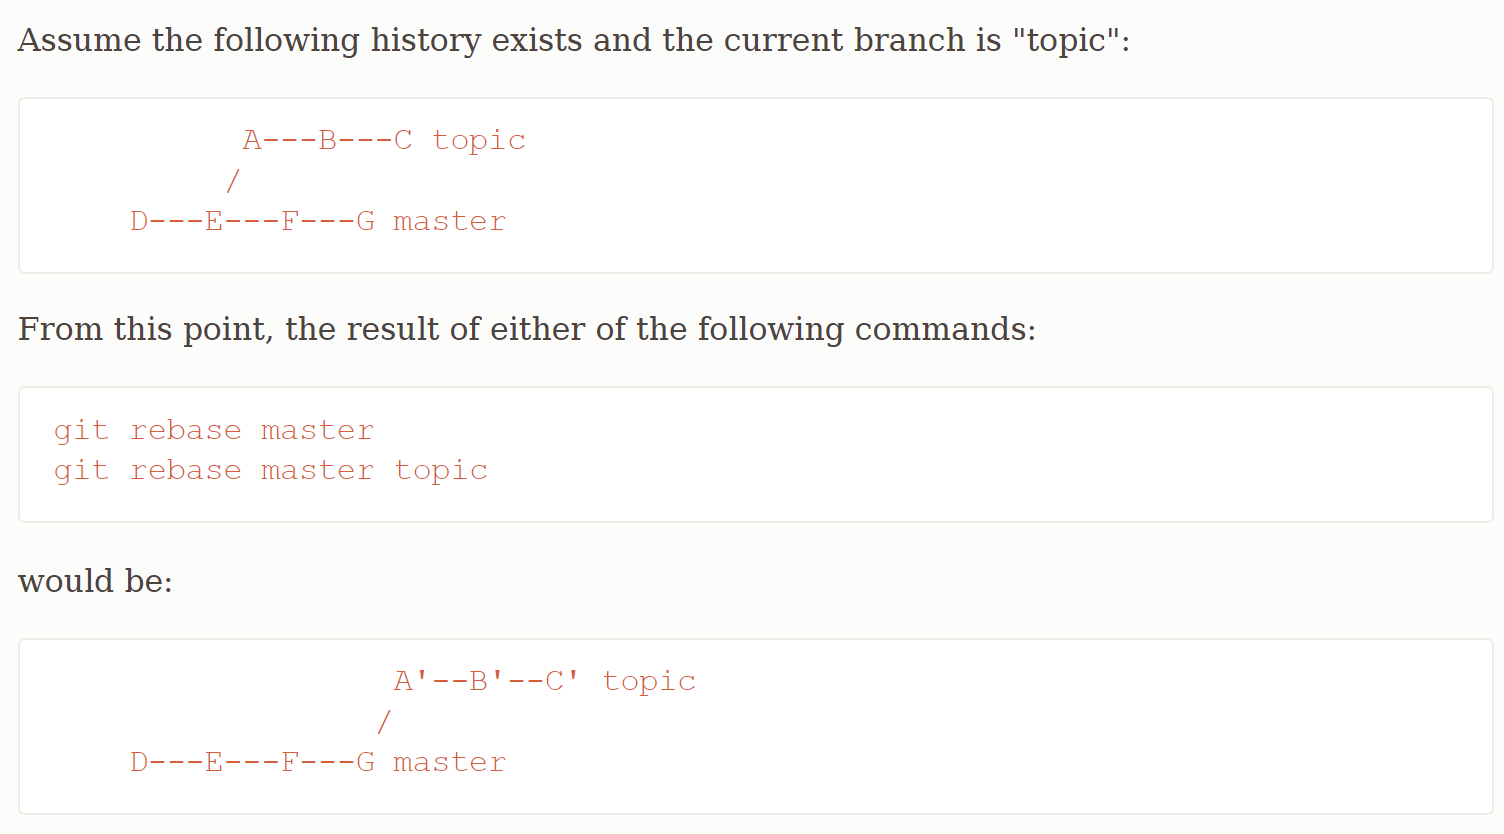 Assume the following history exists and the current branch is "topic":
          A---B---C topic
         /
    D---E---F---G master
From this point, the result of either of the following commands:
git rebase master
git rebase master topic
would be:
                  A'--B'--C' topic
                 /
    D---E---F---G master